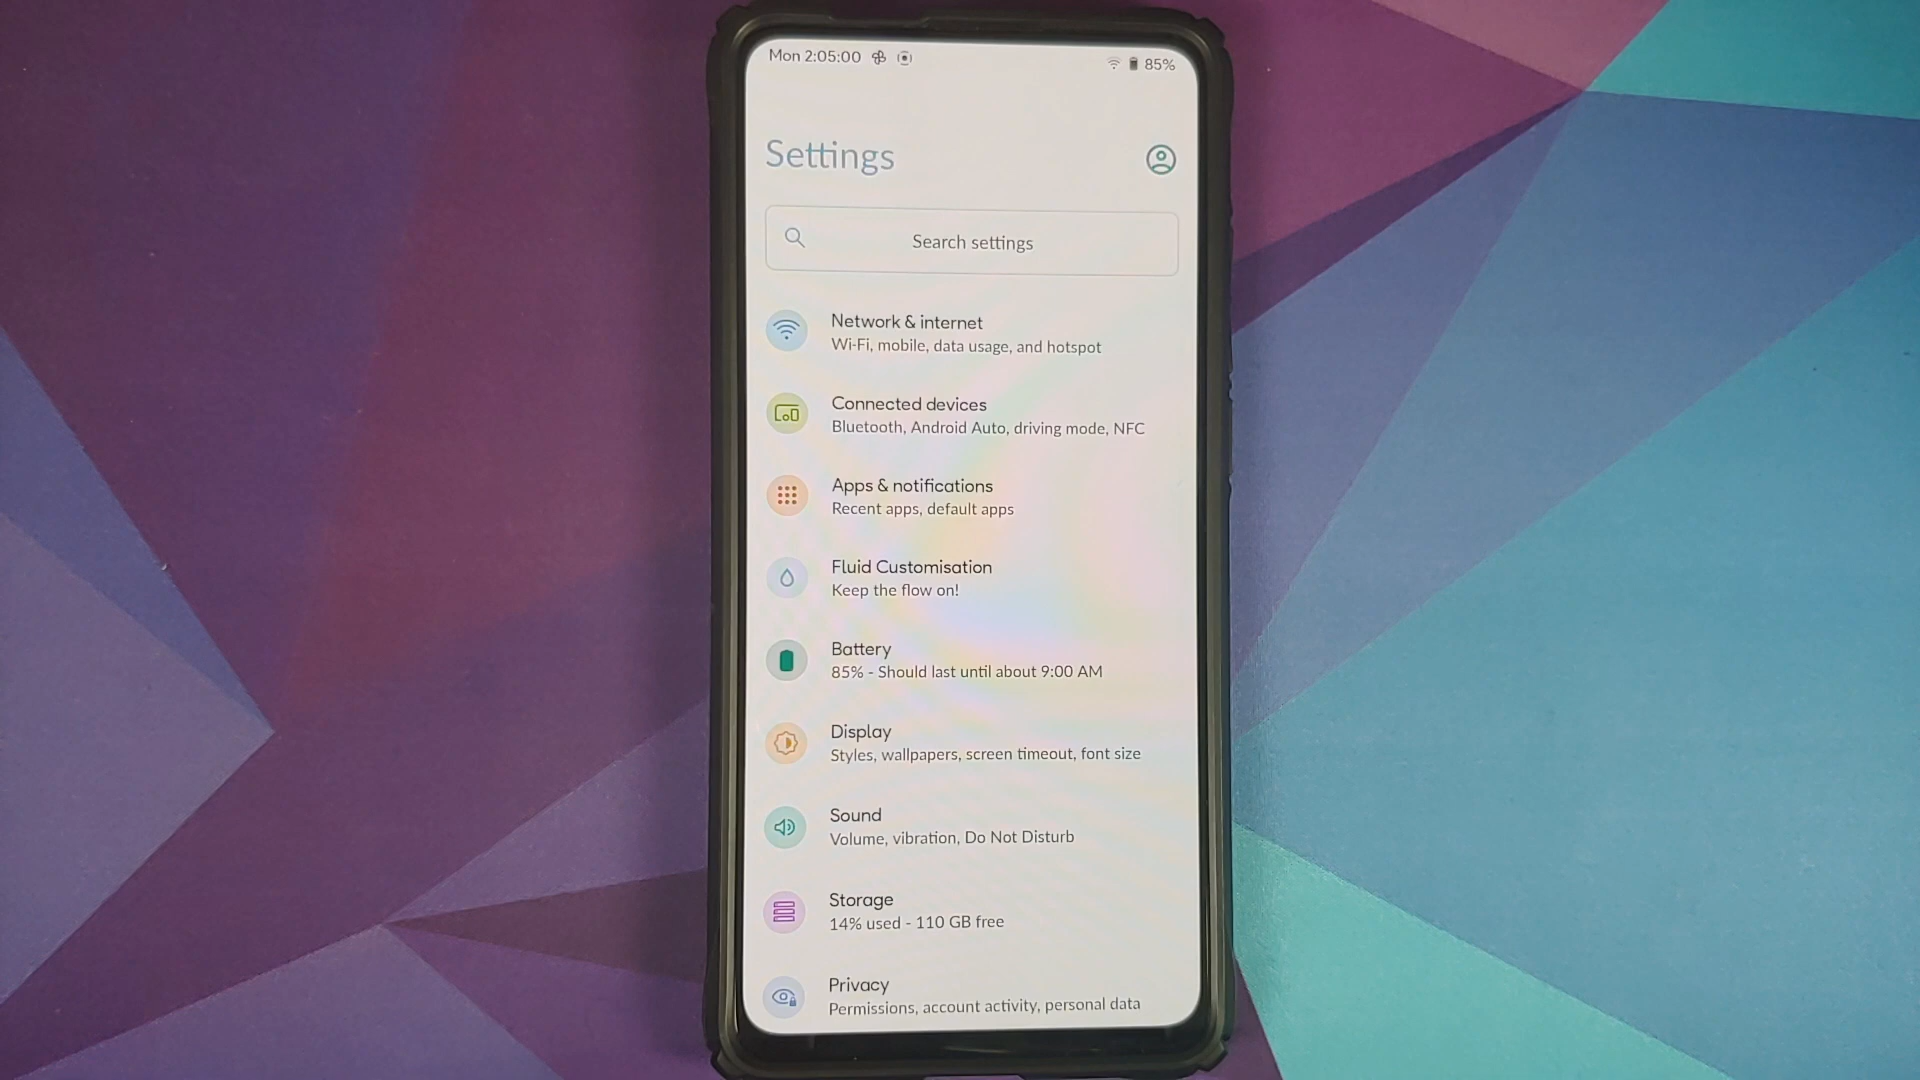 Mon 2:05:00
85%
Settings
Search settings
Network & internet
Wi-Fi, mobile, data usage, and hotspot
Connected devices
Bluetooth, Android Auto, driving mode, NFC
Apps & notifications
Recent apps, default apps
Fluid Customisation
Keep the flow on!
Battery
85% - Should last until about 9:00 AM
Display
Styles, wallpapers, screen timeout, font size
Sound
Volume, vibration, Do Not Disturb
Storage
14% used - 110 GB free
Privacy
Permissions, account activity, personal data